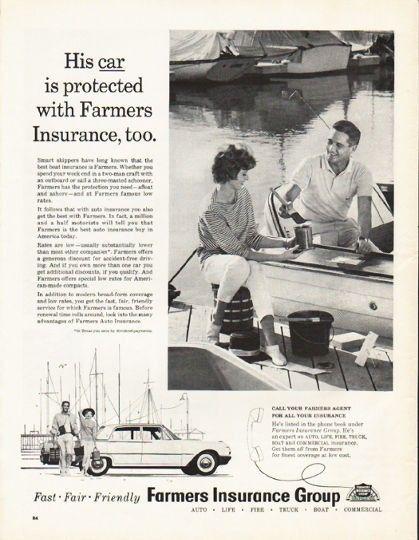 His car
is protected
with Farmers
Insurance, too.
Smart skippers have long known that the
best boat insurance is Farmers. Whether you
spend your week end in a two-man craft with
an outboard or sail a three-masted schooner,
Farmers has the protection you need—afloat
and ashore—and at Farmers famous low
rates.
It follows that with auto insurance you also
get the best with Farmers. In fact, a million
and a half motorists will tell you that
Farmers is the best auto insurance buy in
America today.
Rates are low—usually substantially lower
than most other companies*. Farmers offers
a generous discount for accident-free driv-
ing. And if you own more than one car you
get additional discounts, if you qualify. And
Farmers offers special low rates for Ameri-
can-made compacts.
In addition to modern broad-form coverage
and low rates, you get the fast, fair, friendly
service for which Farmers is famous. Before
renewal time rolls around, look into the many
advantages of Farmers Auto Insurance.
*In Texas you save by dividend payments.
CALL YOUR FARMERS AGENT
FOR ALL YOUR INSURANCE
He's listed in the phone book under
Farmers Insurance Group. He's
an expert on AUTO, LIFE, FIRE, TRUCK,
BOAT AND COMMERCIAL insurance.
Get them all from Farmers
for finest coverage at low cost.
Fast · Fair · Friendly Farmers Insurance Group
AUTO · LIFE · FIRE · TRUCK · BOAT · COMMERCIAL
84